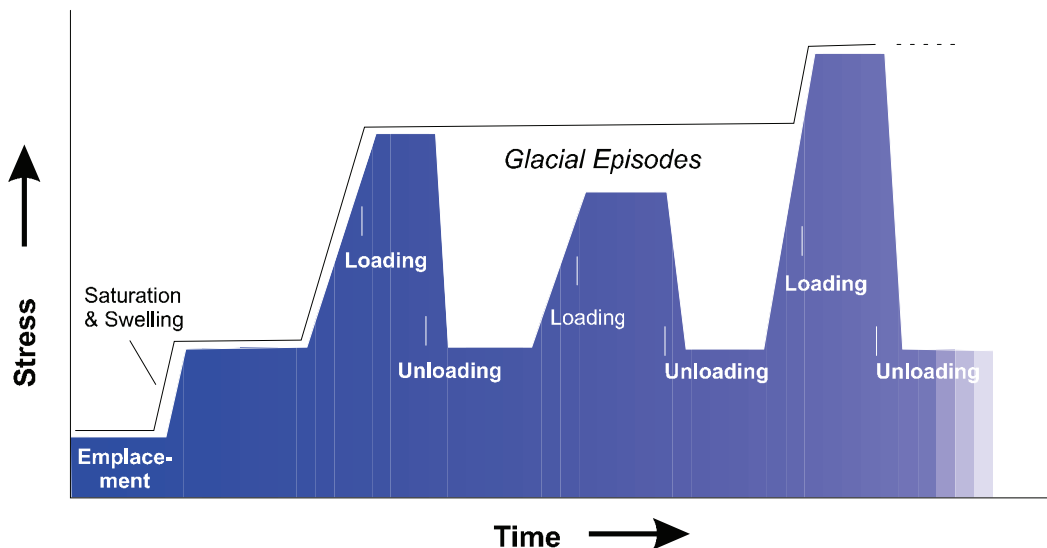 Glacial Episodes
Loading
Saturation
& Swelling
Loading
Loading
Unloading
Unloading
Unloading
Emplace-
ment
Stress
Time